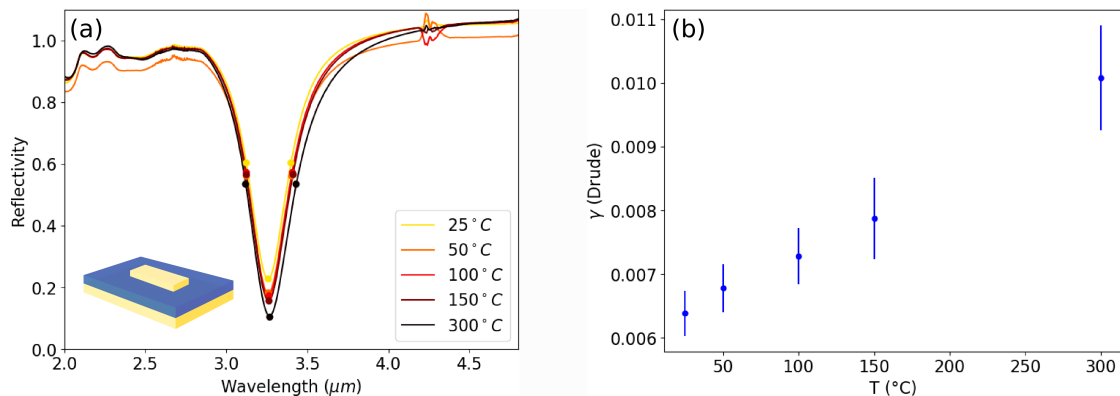 (a)
Reflectivity
1.0
0.8
0.6
0.4
0.2
0.0
2.0 2.5 3.0 3.5 4.0 4.5
Wavelength (μm)
25°C
50°C
100°C
150°C
300°C
(b)
γ (Drude)
0.011
0.010
0.009
0.008
0.007
0.006
50 100 150 200 250 300
T (°C)